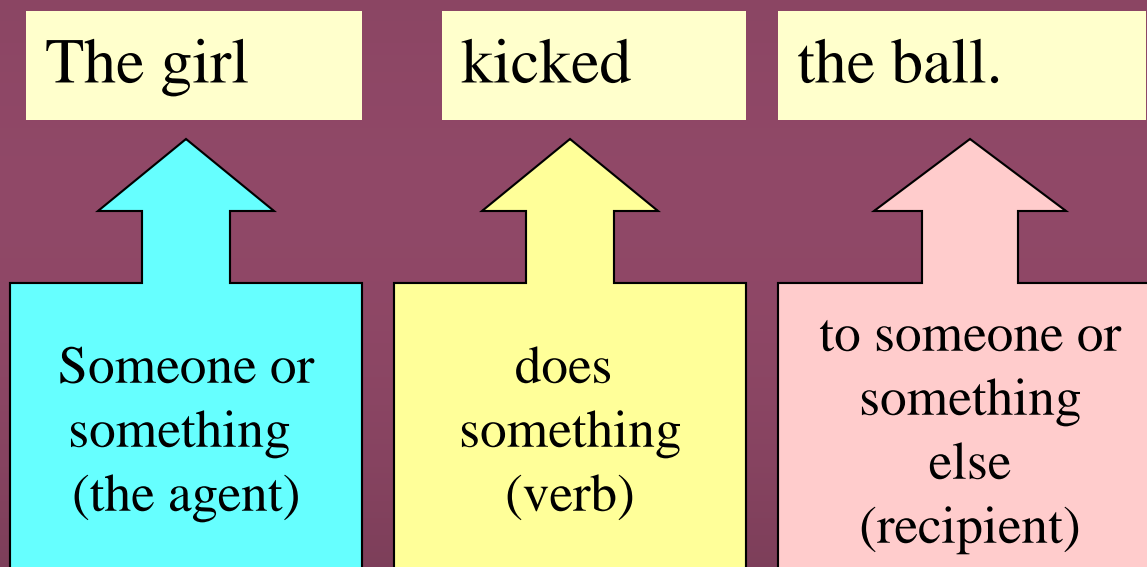 The girl
kicked
the ball.
Someone or
something
(the agent)
does
something
(verb)
to someone or
something
else
(recipient)